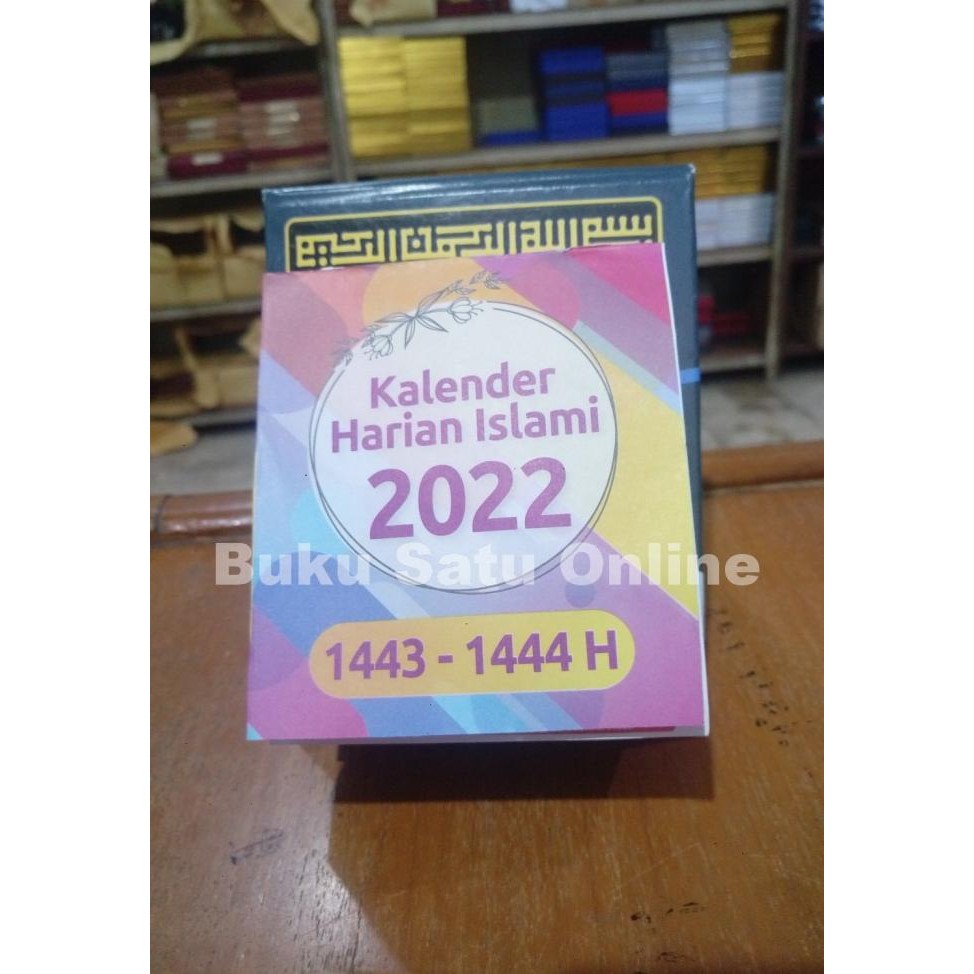 بسم الله الرحمن الرحيم
Kalender
Harian Islami
2022
Buku Satu Online
1443 - 1444 H